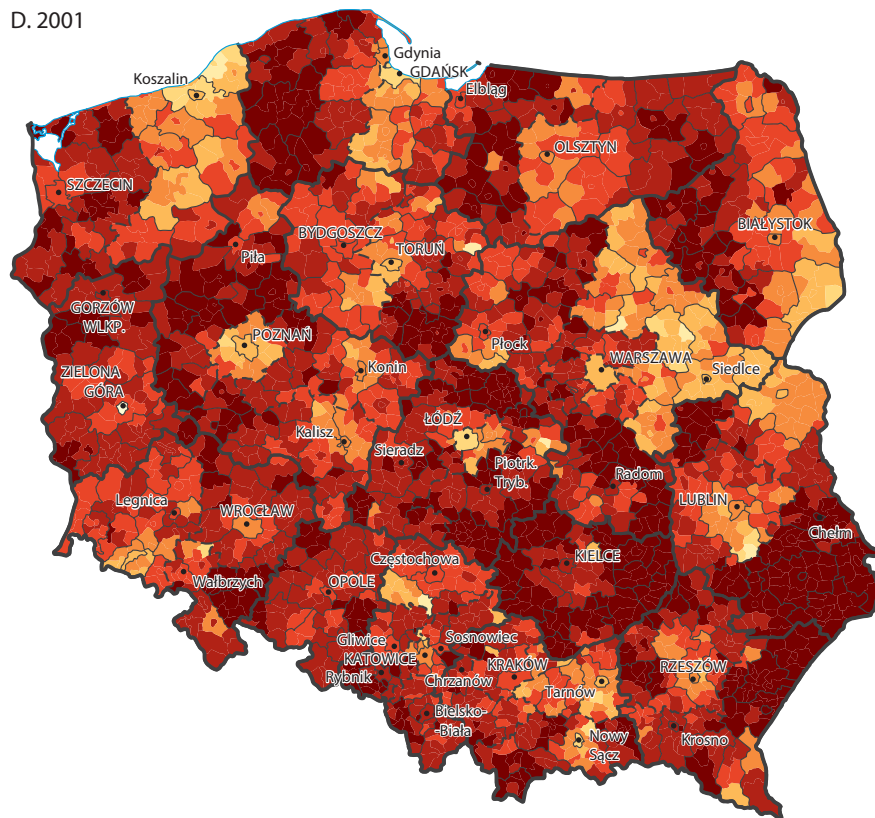 D. 2001
Gdynia
Koszalin
GDAŃSK
Elbląg
OLSZTYN
SZCZECIN
BIAŁYSTOK
BYDGOSZCZ
TORUŃ
Piła
GORZÓW
WLKP.
POZNAŃ
Płock
WARSZAWA
Siedlce
Konin
ZIELONA
GÓRA
ŁÓDŹ
Kalisz
Sieradz
Piotrk.
Tryb.
Radom
Legnica
WROCŁAW
LUBLIN
Chełm
KIELCE
Częstochowa
Wałbrzych
OPOLE
Gliwice
Sosnowiec
KATOWICE
KRAKÓW
RZESZÓW
Rybnik
Chrzanów
Tarnów
Bielsko-
-Biała
Nowy
Sącz
Krosno